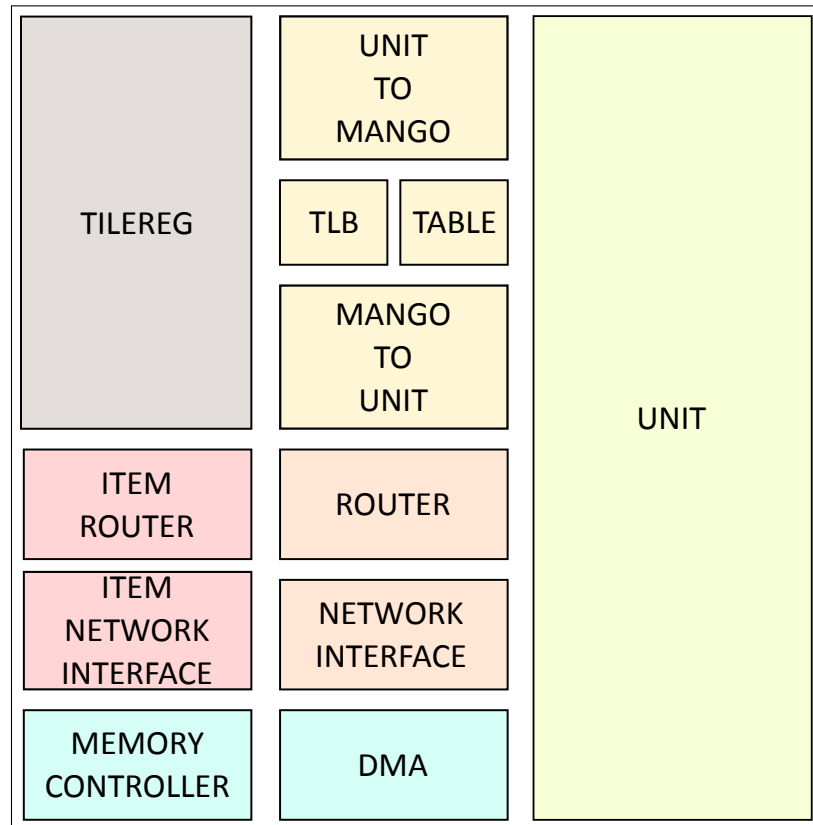 TILEREG
UNIT
TO
MANGO
TLB
TABLE
MANGO
TO
UNIT
UNIT
ITEM
ROUTER
ROUTER
ITEM
NETWORK
INTERFACE
NETWORK
INTERFACE
MEMORY
CONTROLLER
DMA